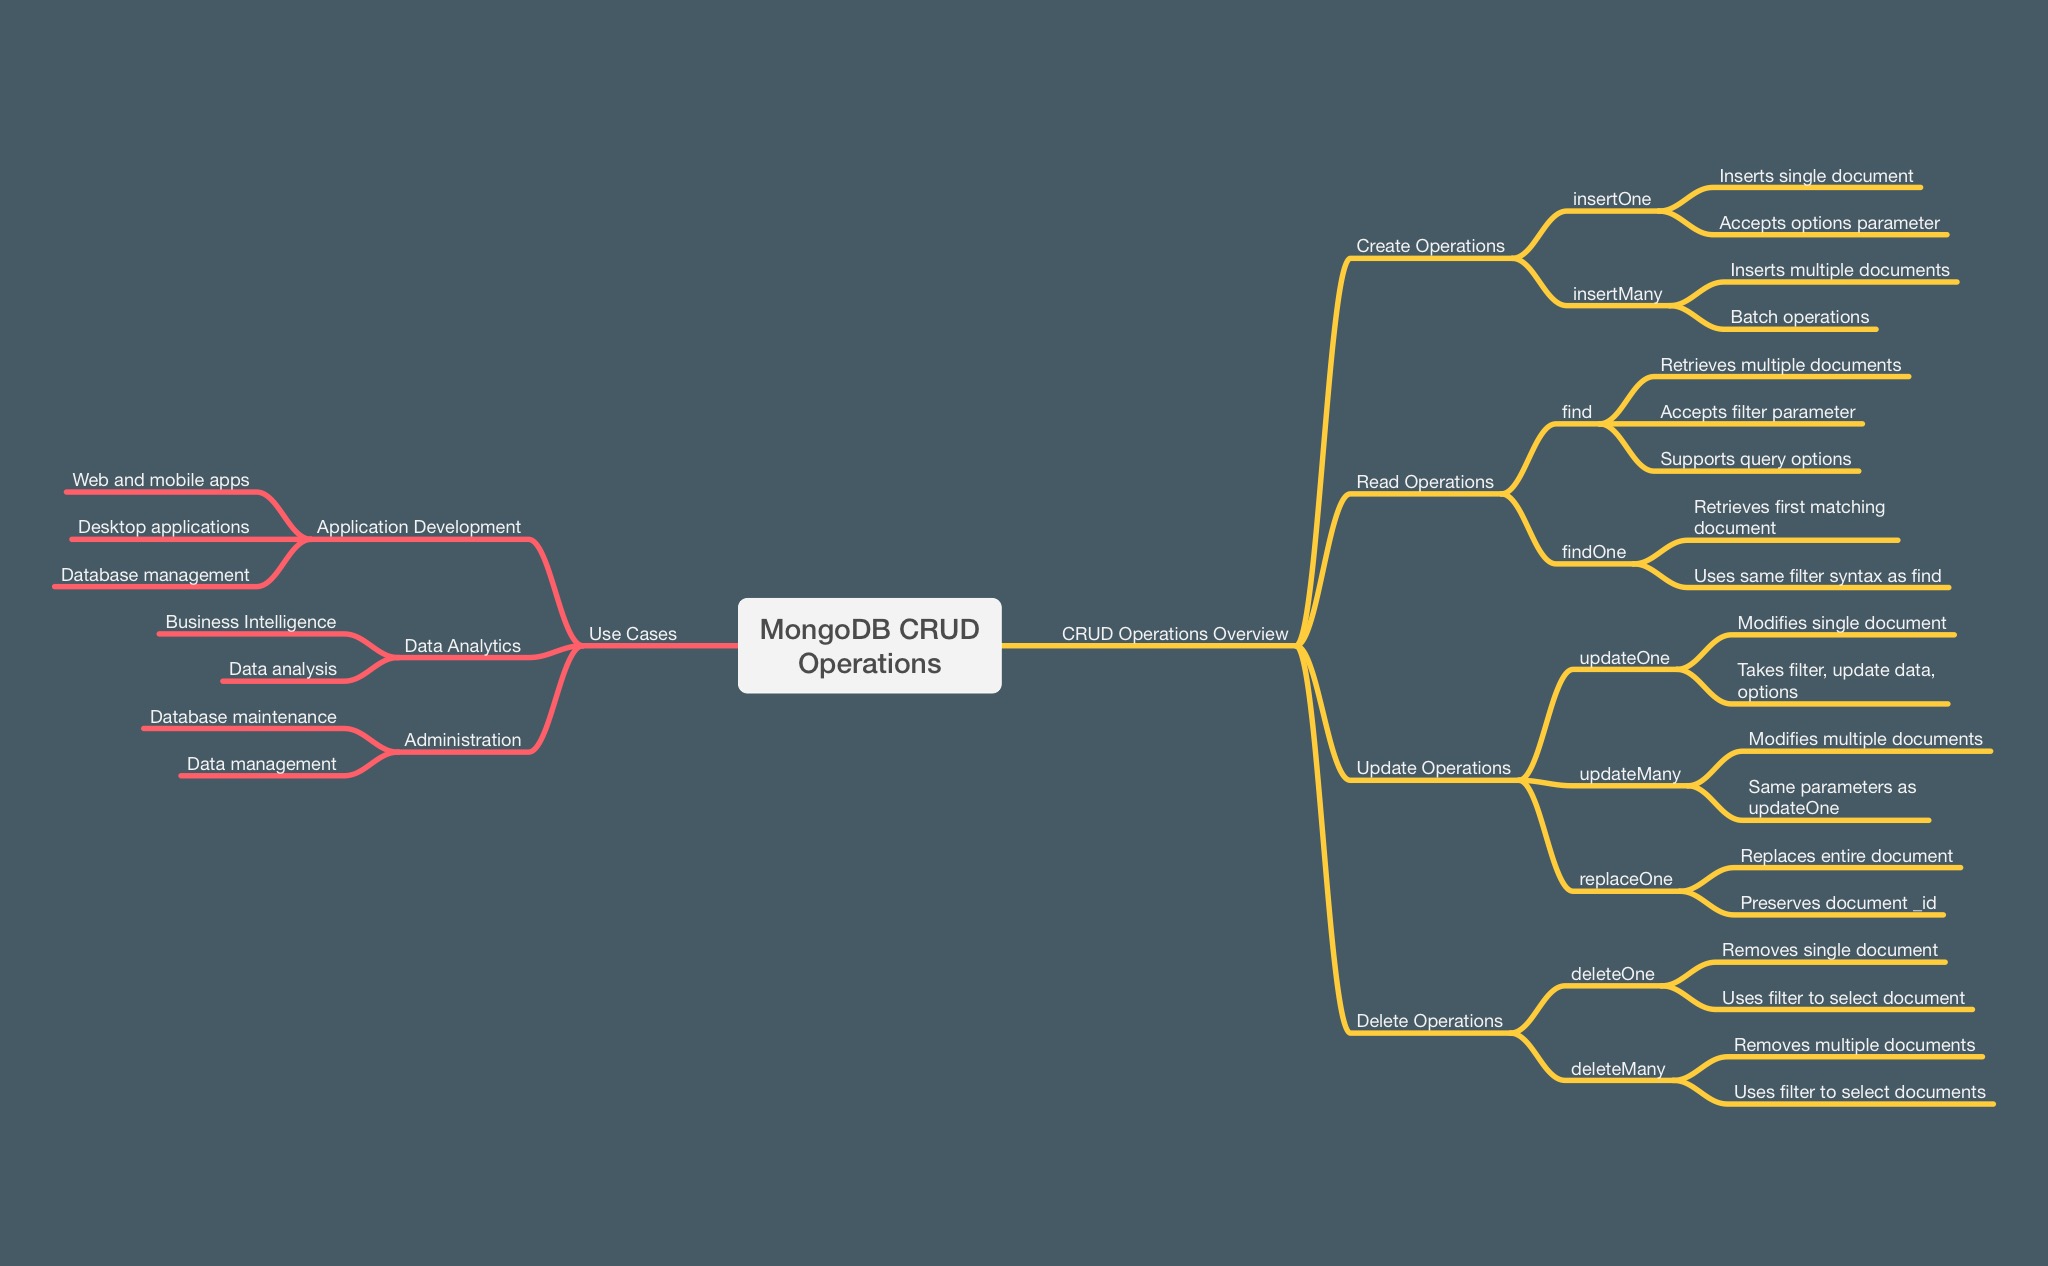 MongoDB CRUD
Operations
CRUD Operations Overview
Create Operations
insertOne
Inserts single document
Accepts options parameter
insertMany
Inserts multiple documents
Batch operations
Read Operations
find
Retrieves multiple documents
Accepts filter parameter
Supports query options
findOne
Retrieves first matching
document
Uses same filter syntax as find
Update Operations
updateOne
Modifies single document
Takes filter, update data,
options
updateMany
Modifies multiple documents
Same parameters as
updateOne
replaceOne
Replaces entire document
Preserves document _id
Delete Operations
deleteOne
Removes single document
Uses filter to select document
deleteMany
Removes multiple documents
Uses filter to select documents
Use Cases
Application Development
Web and mobile apps
Desktop applications
Database management
Data Analytics
Business Intelligence
Data analysis
Administration
Database maintenance
Data management